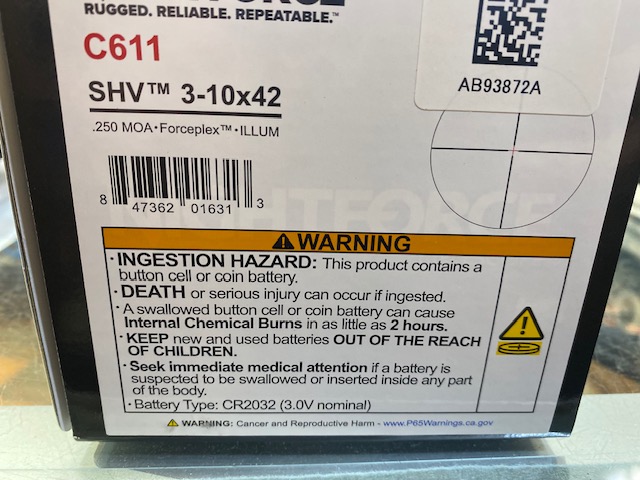 RUGGED. RELIABLE. REPEATABLE.™
C611
AB93872A
SHV™ 3-10x42
.250 MOA • Forceplex™ • ILLUM
8 47362 01631 3
NIGHTFORCE
⚠WARNING
· INGESTION HAZARD: This product contains a
button cell or coin battery.
· DEATH or serious injury can occur if ingested.
· A swallowed button cell or coin battery can cause
Internal Chemical Burns in as little as 2 hours.
· KEEP new and used batteries OUT OF THE REACH
OF CHILDREN.
· Seek immediate medical attention if a battery is
suspected to be swallowed or inserted inside any part
of the body.
· Battery Type: CR2032 (3.0V nominal)
⚠ WARNING: Cancer and Reproductive Harm - www.P65Warnings.ca.gov